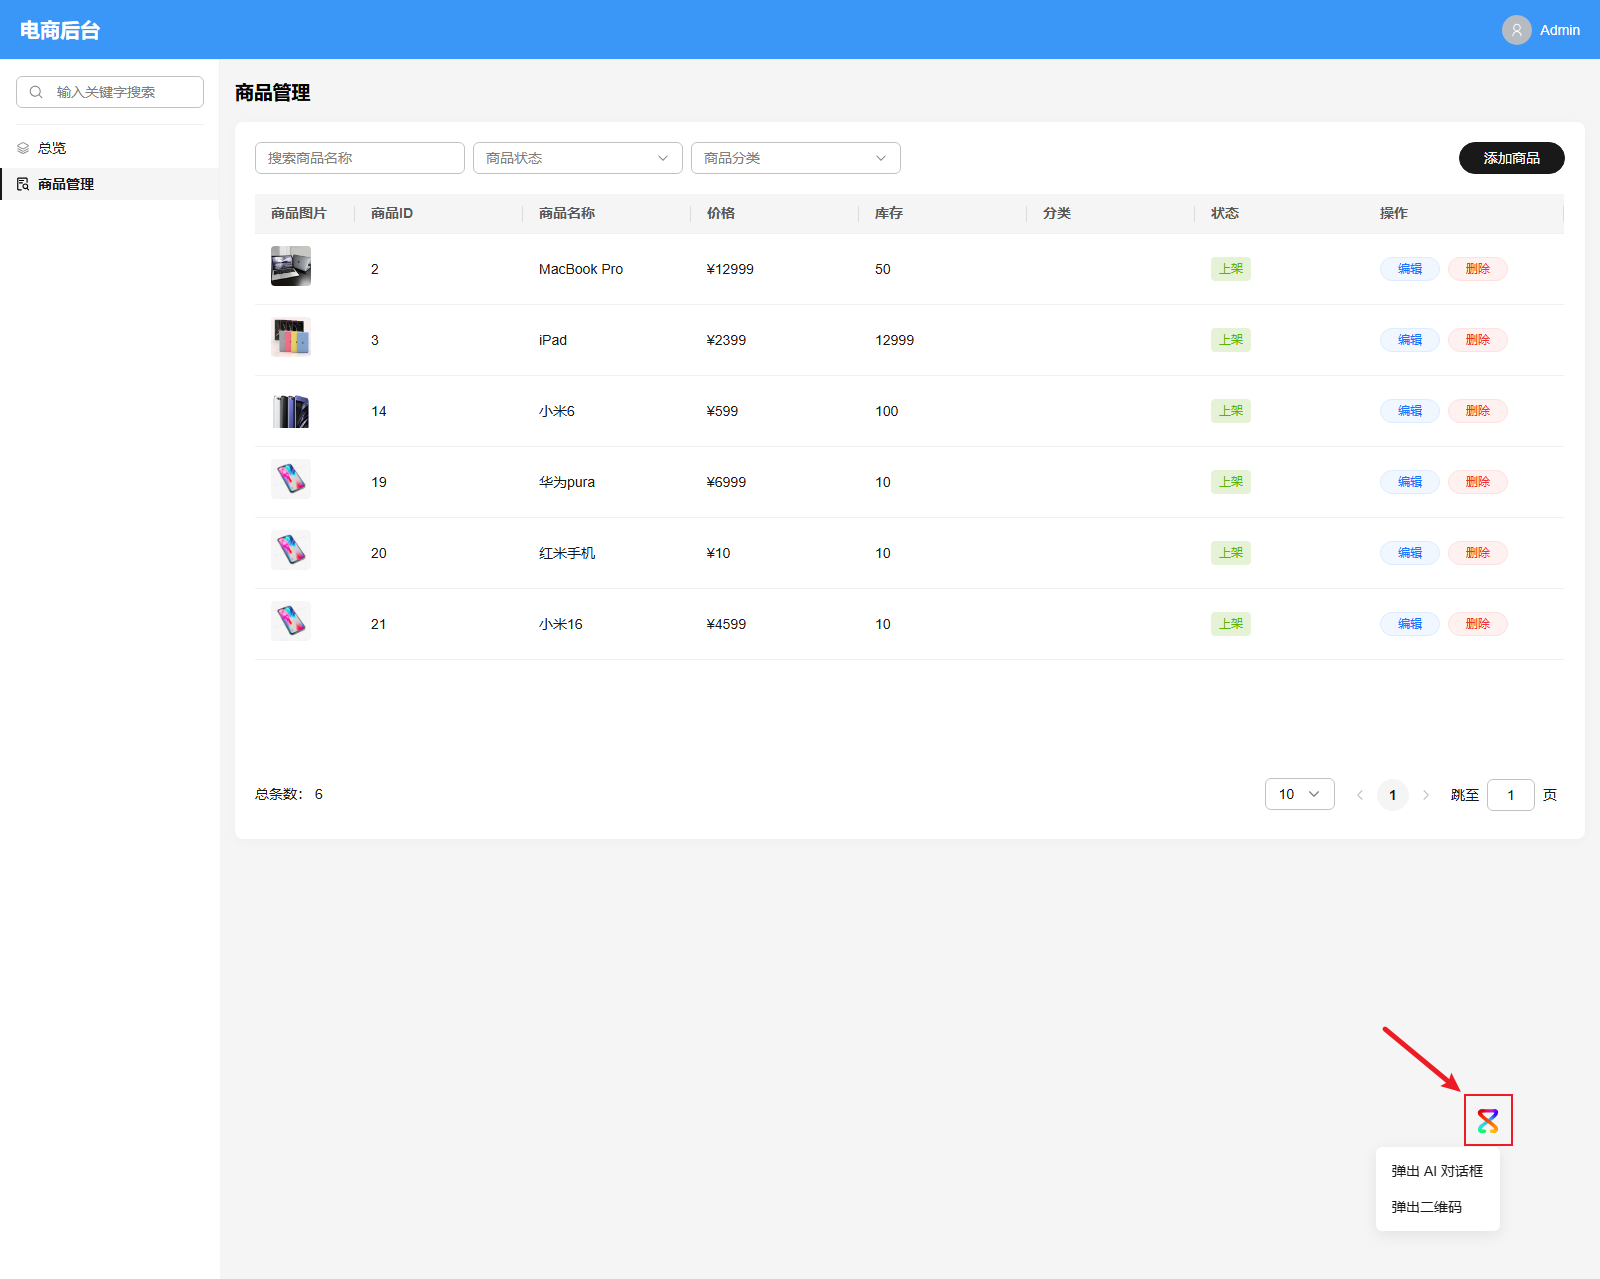 电商后台
Admin
输入关键字搜索
总览
商品管理
商品管理
搜索商品名称 商品状态 商品分类 添加商品
商品图片 商品ID 商品名称 价格 库存 分类 状态 操作
2 MacBook Pro ¥12999 50 上架 编辑 删除
3 iPad ¥2399 12999 上架 编辑 删除
14 小米6 ¥599 100 上架 编辑 删除
19 华为pura ¥6999 10 上架 编辑 删除
20 红米手机 ¥10 10 上架 编辑 删除
21 小米16 ¥4599 10 上架 编辑 删除
总条数： 6 10 1 跳至 1 页
弹出 AI 对话框
弹出二维码